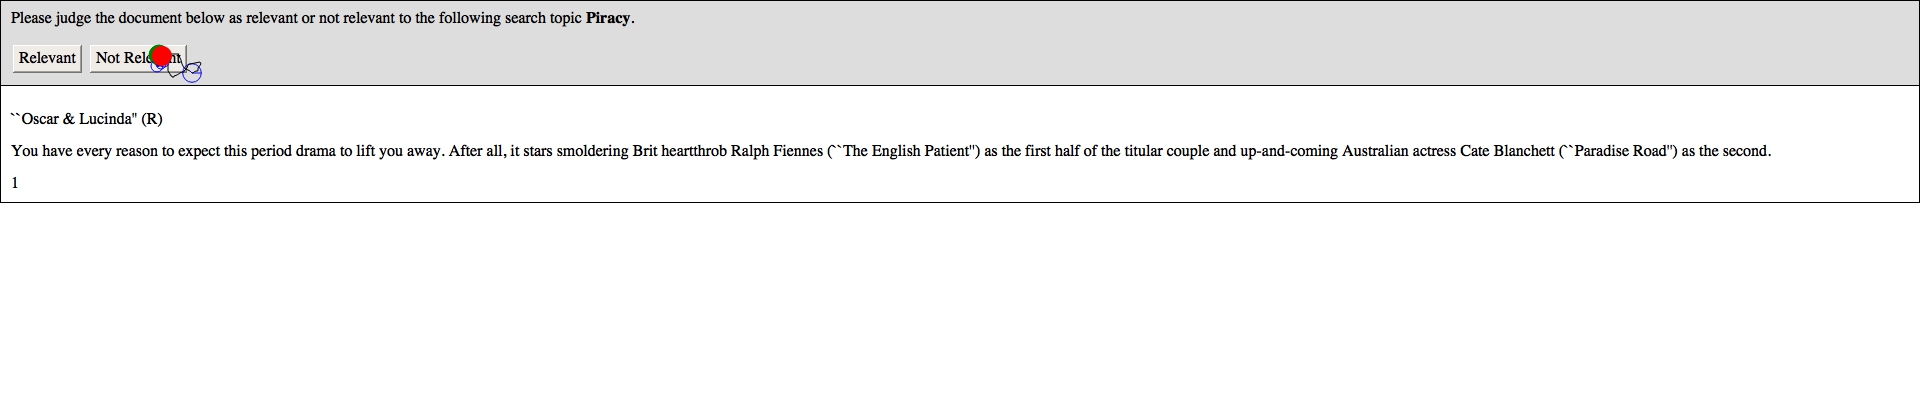 Please judge the document below as relevant or not relevant to the following search topic Piracy.
Relevant Not Relevant
``Oscar & Lucinda'' (R)
You have every reason to expect this period drama to lift you away. After all, it stars smoldering Brit heartthrob Ralph Fiennes (``The English Patient'') as the first half of the titular couple and up-and-coming Australian actress Cate Blanchett (``Paradise Road'') as the second.
1